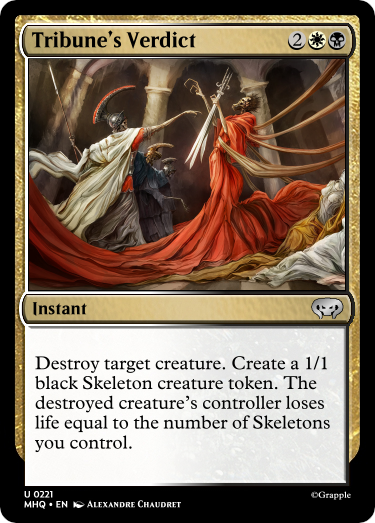 Tribune's Verdict 2
Instant
Destroy target creature. Create a 1/1
black Skeleton creature token. The
destroyed creature's controller loses
life equal to the number of Skeletons
you control.
U 0221
MHQ • EN Alexandre Chaudret
©Grapple